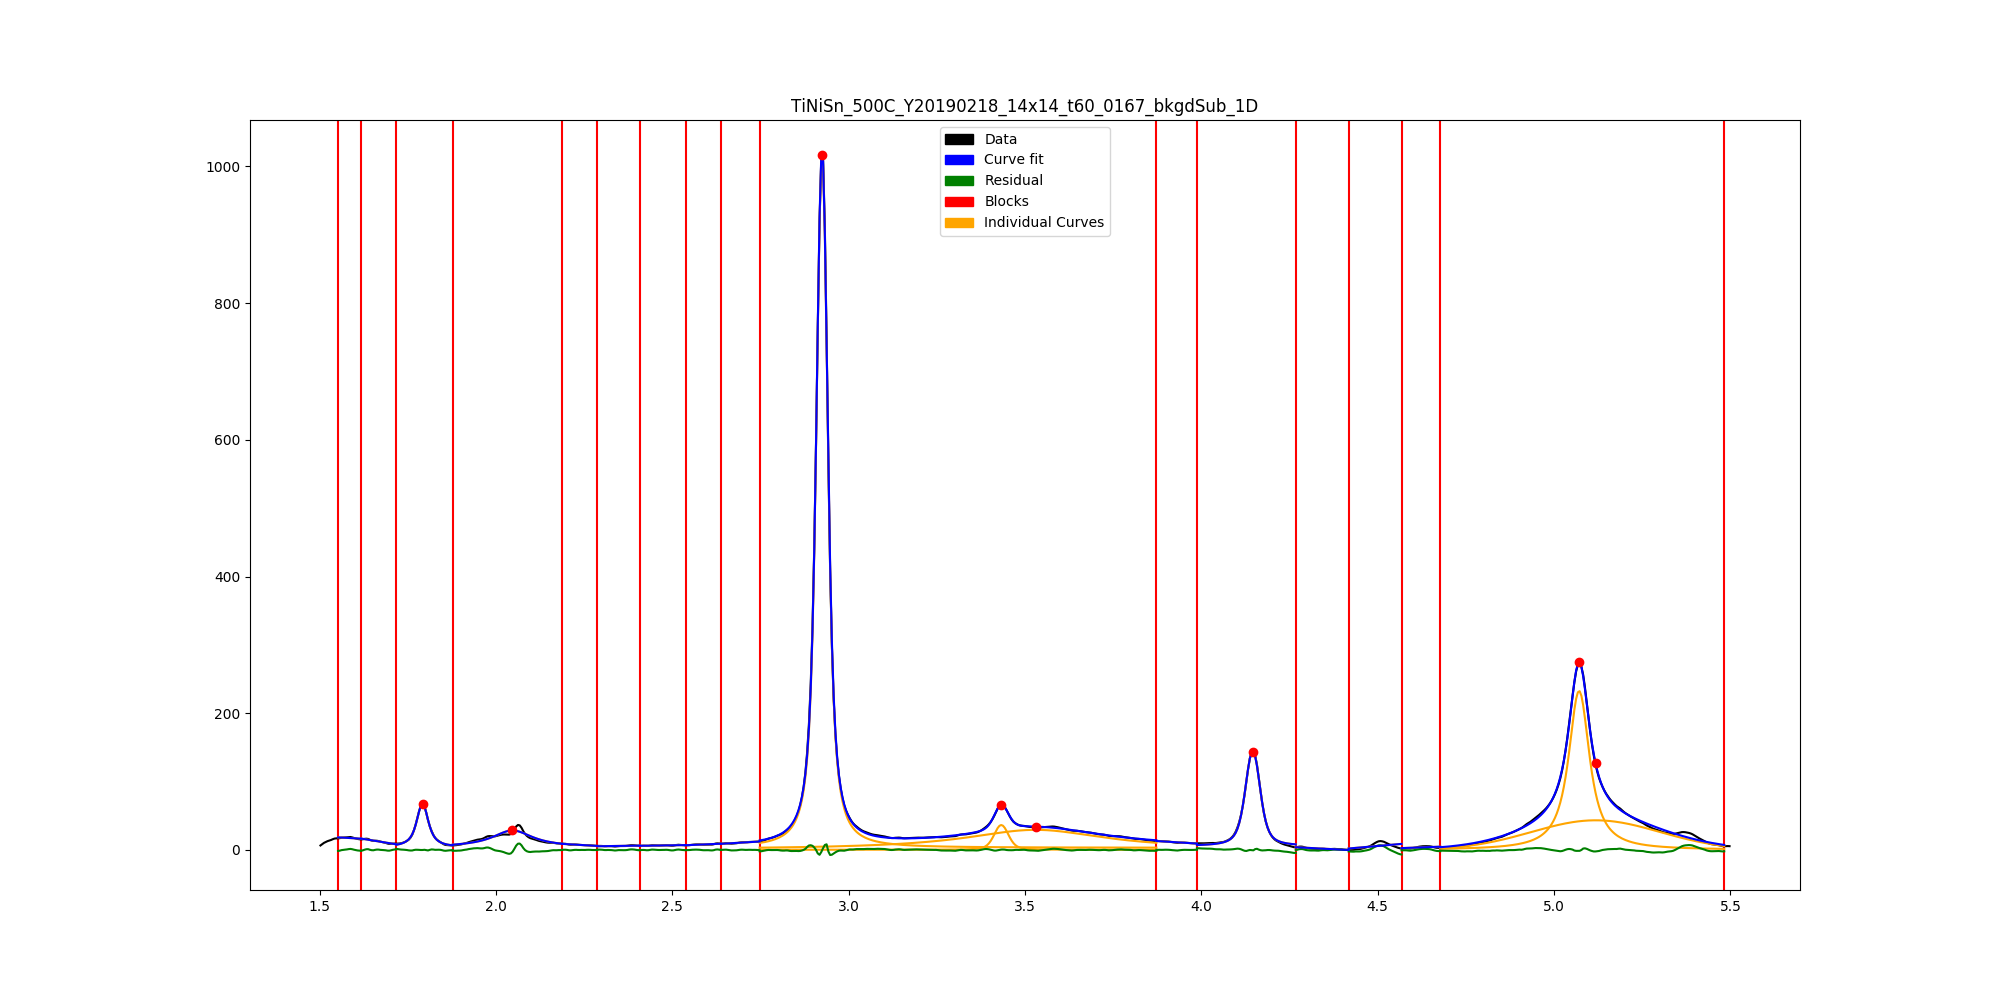 TiNiSn_500C_Y20190218_14x14_t60_0167_bkgdSub_1D
Data
Curve fit
Residual
Blocks
Individual Curves
1000
800
600
400
200
0
1.5 2.0 2.5 3.0 3.5 4.0 4.5 5.0 5.5